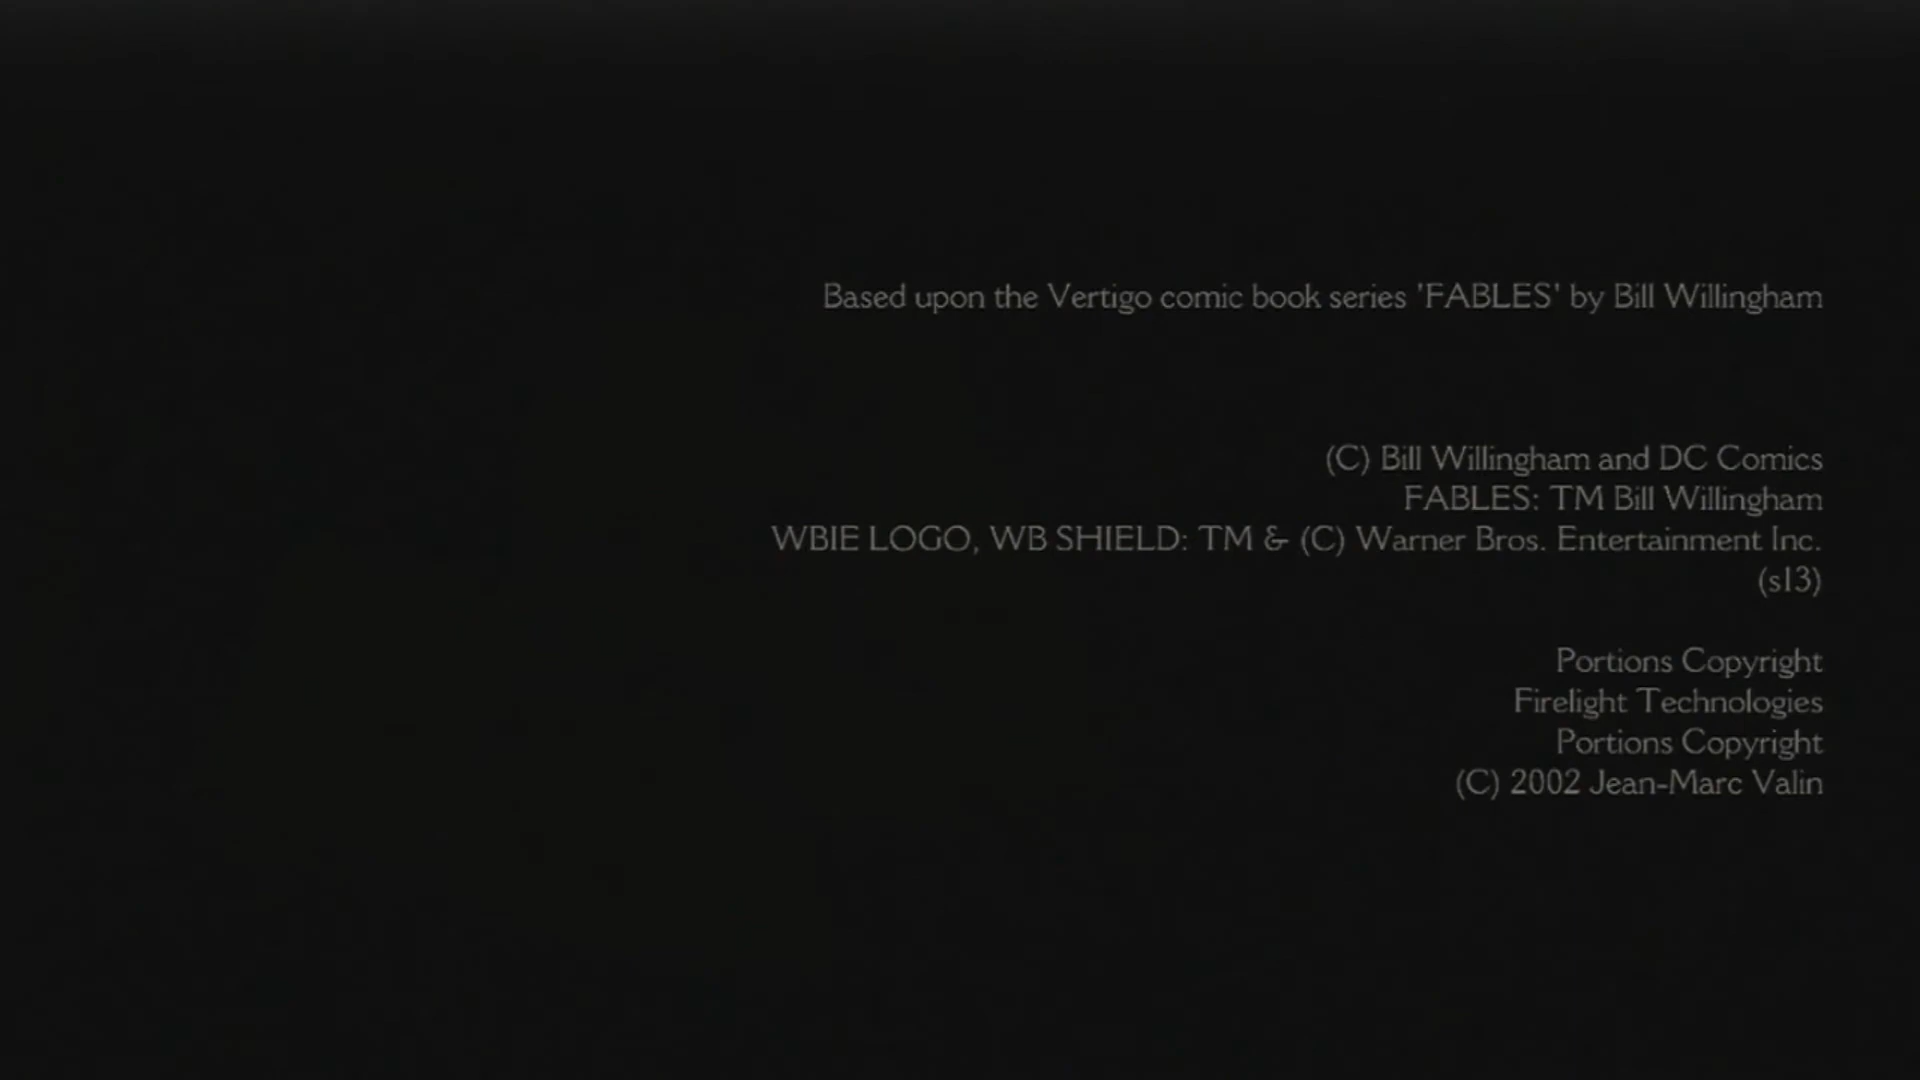 Based upon the Vertigo comic book series 'FABLES' by Bill Willingham
(C) Bill Willingham and DC Comics
FABLES: TM Bill Willingham
WBIE LOGO, WB SHIELD: TM & (C) Warner Bros. Entertainment Inc.
(s13)
Portions Copyright
Firelight Technologies
Portions Copyright
(C) 2002 Jean-Marc Valin